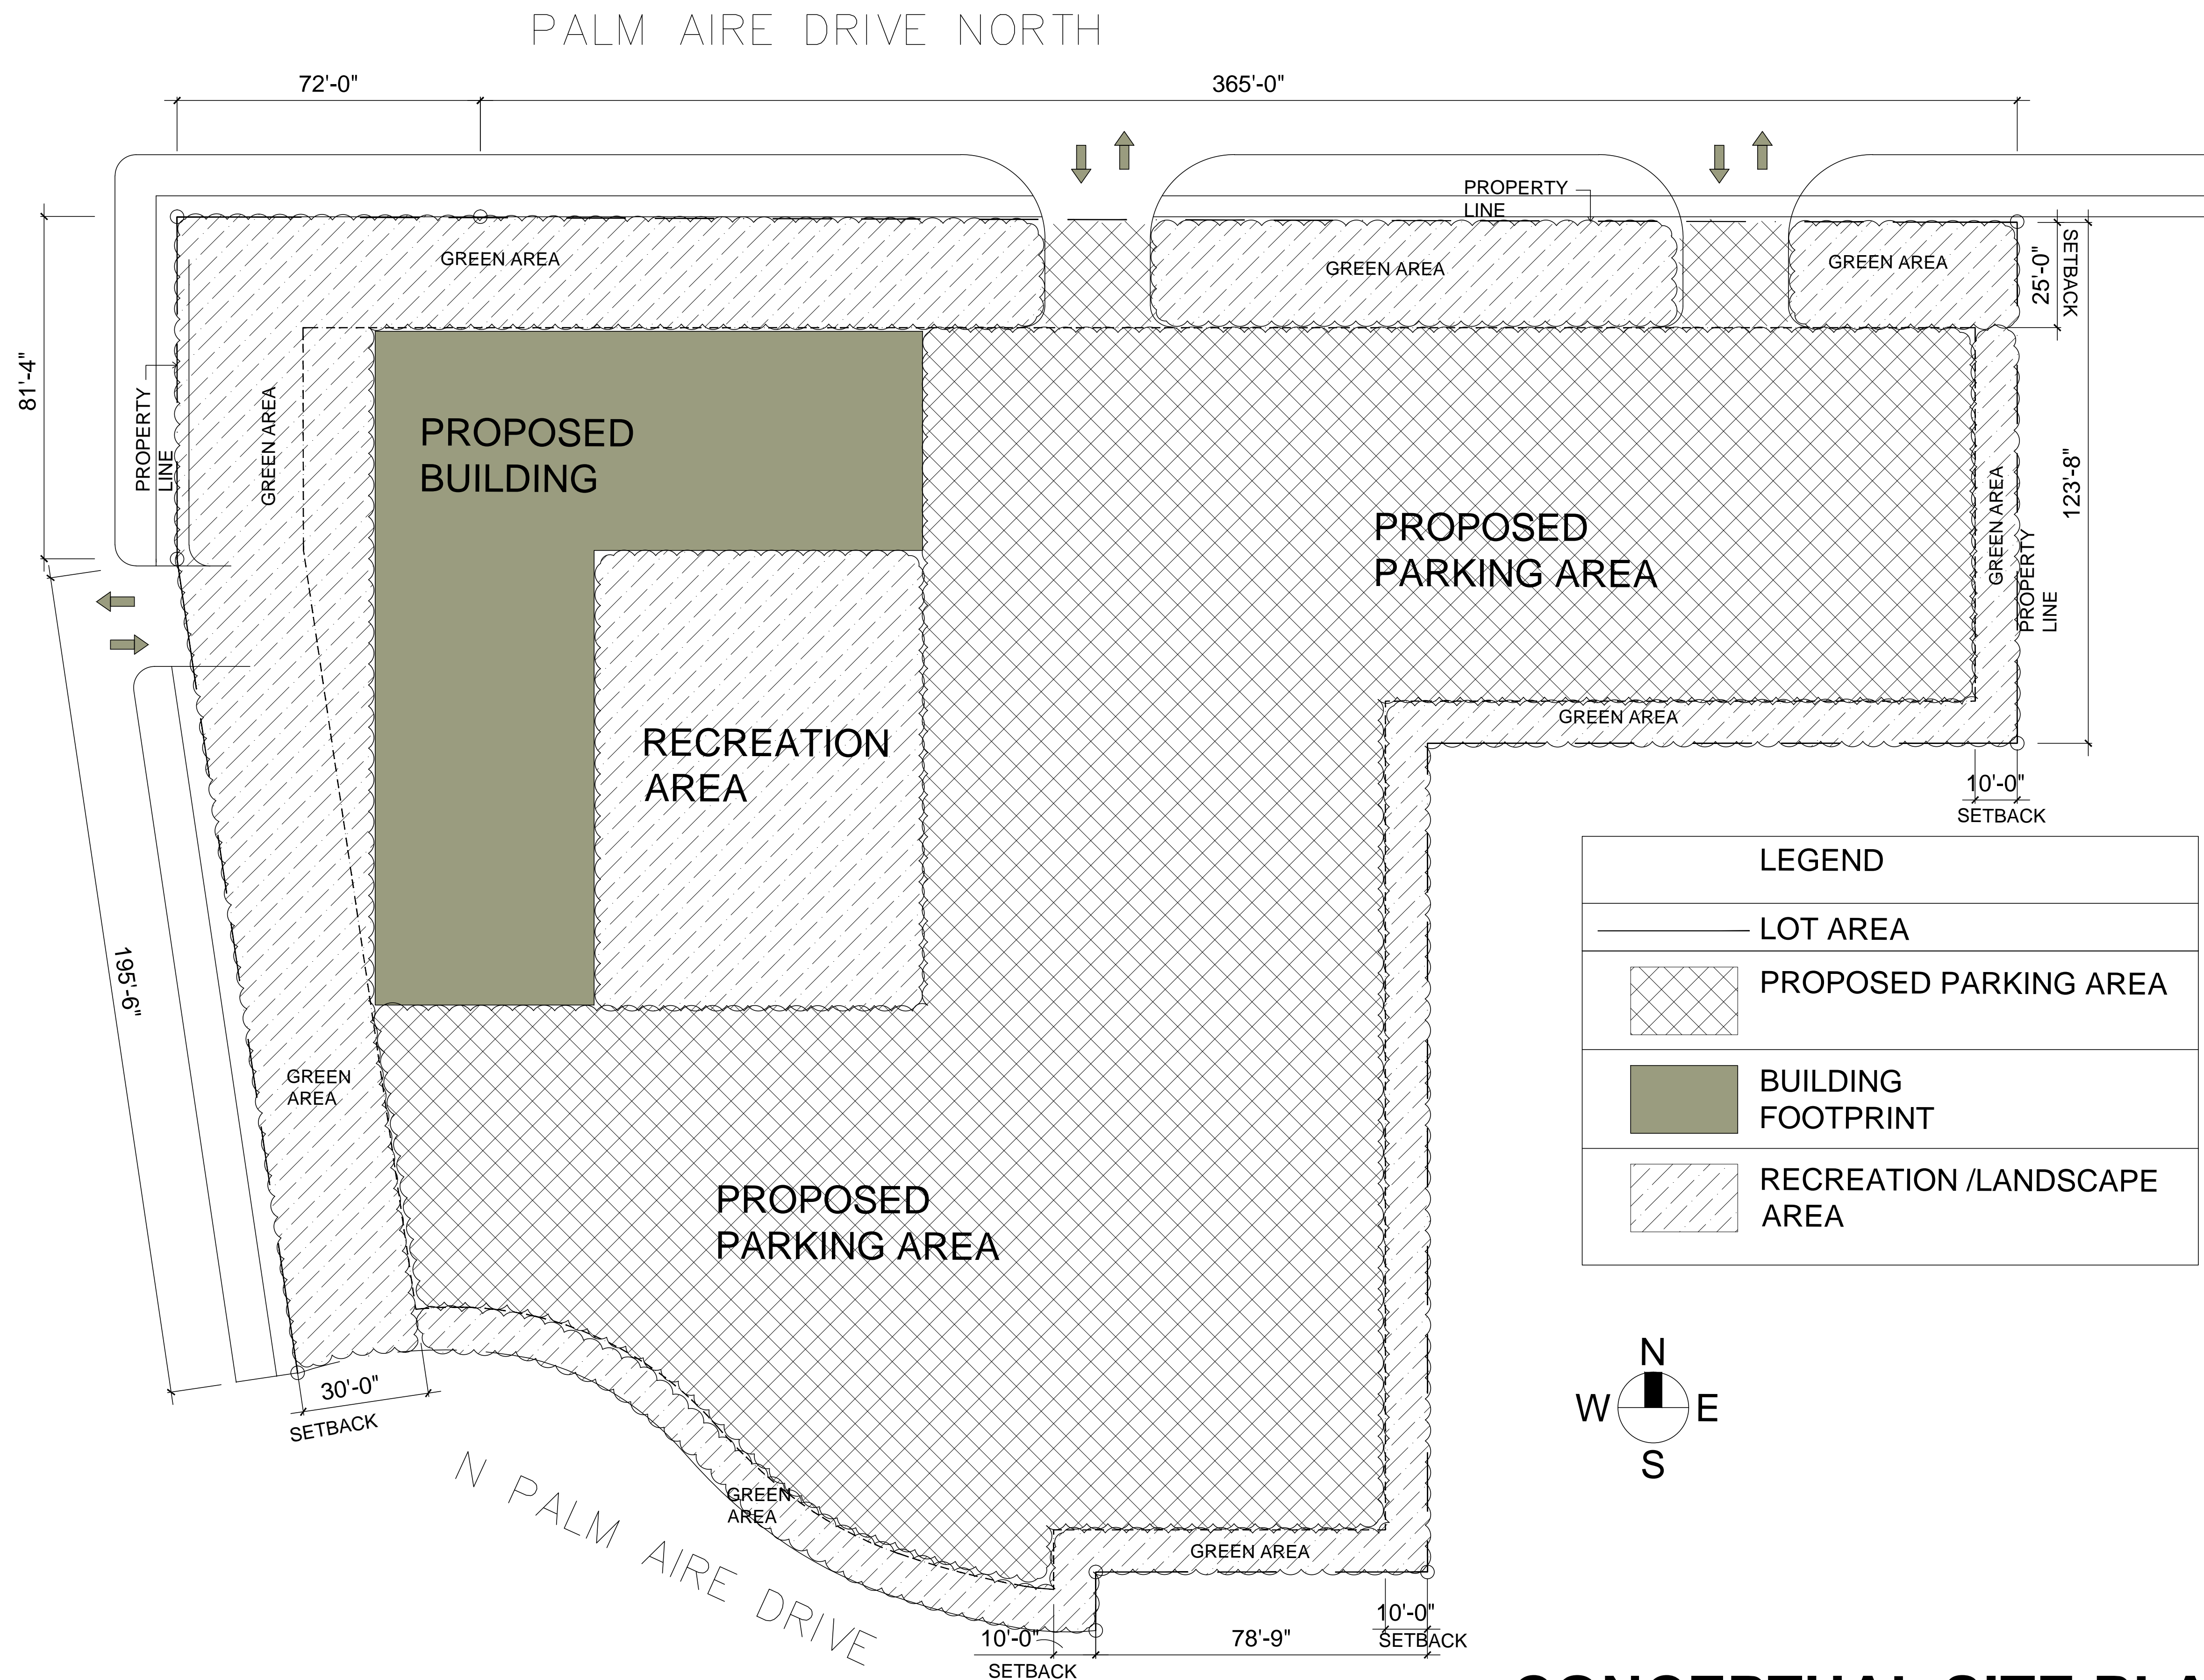 PALM AIRE DRIVE NORTH
72'-0"
365'-0"
PROPERTY
LINE
GREEN AREA
GREEN AREA
GREEN AREA
25'-0"
SETBACK
81'-4"
PROPERTY
LINE
GREEN AREA
PROPOSED
BUILDING
PROPOSED
PARKING AREA
GREEN AREA
PROPERTY
LINE
123'-8"
RECREATION
AREA
GREEN AREA
10'-0"
SETBACK
LEGEND
LOT AREA
PROPOSED PARKING AREA
BUILDING
FOOTPRINT
RECREATION /LANDSCAPE
AREA
195'-6"
GREEN
AREA
PROPOSED
PARKING AREA
30'-0"
SETBACK
N
W E
S
N PALM AIRE DRIVE
GREEN
AREA
GREEN AREA
10'-0"
SETBACK
78'-9"
10'-0"
SETBACK